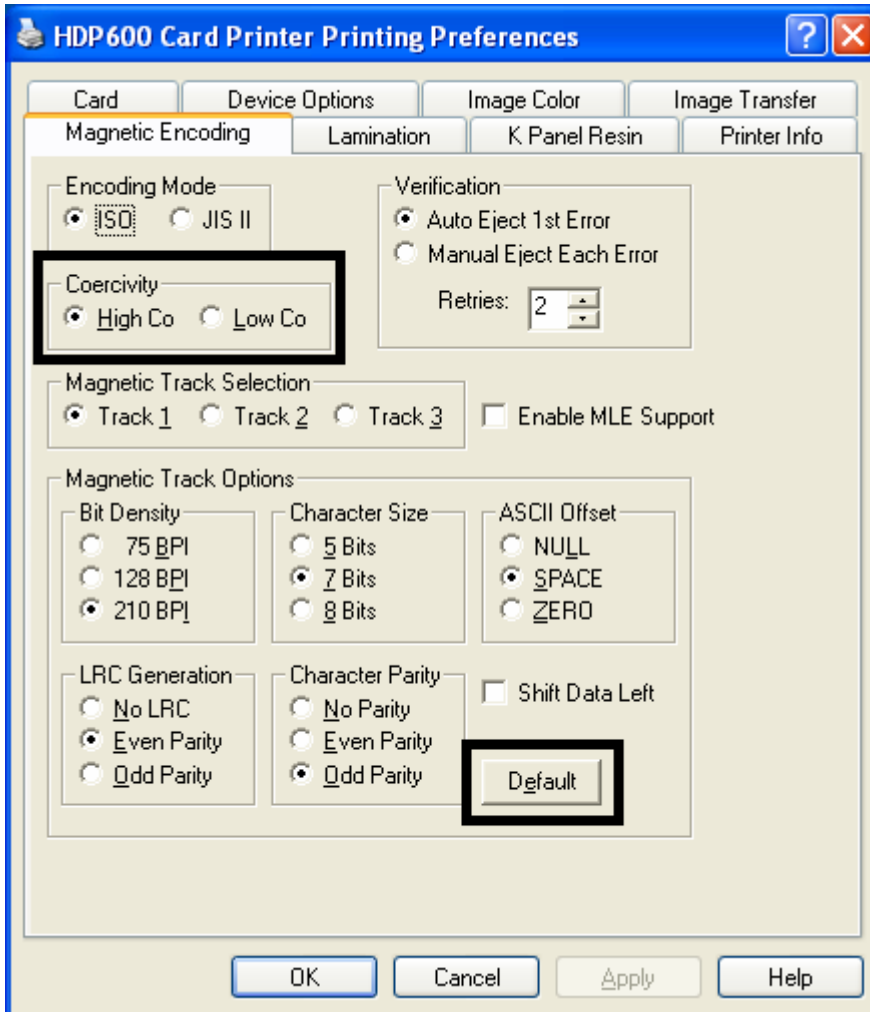 HDP600 Card Printer Printing Preferences
Card Device Options Image Color Image Transfer
Magnetic Encoding Lamination K Panel Resin Printer Info
Encoding Mode
ISO JIS II
Verification
Auto Eject 1st Error
Manual Eject Each Error
Retries: 2
Coercivity
High Co Low Co
Magnetic Track Selection
Track 1 Track 2 Track 3
Enable MLE Support
Magnetic Track Options
Bit Density
75 BPI
128 BPI
210 BPI
Character Size
5 Bits
7 Bits
8 Bits
ASCII Offset
NULL
SPACE
ZERO
LRC Generation
No LRC
Even Parity
Odd Parity
Character Parity
No Parity
Even Parity
Odd Parity
Shift Data Left
Default
OK Cancel Apply Help